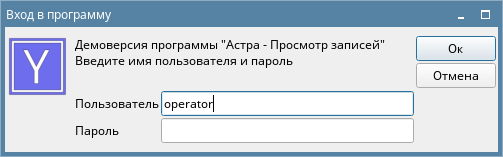 Вход в программу
Y
Демоверсия программы "Астра - Просмотр записей"
Введите имя пользователя и пароль
Ок
Отмена
Пользователь operator
Пароль